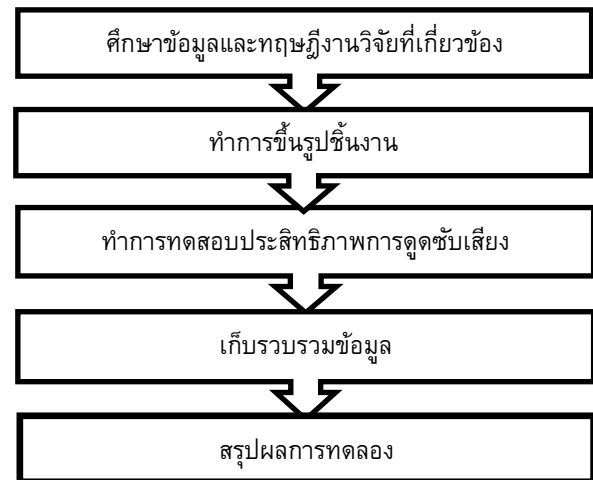 ศึกษาข้อมูลและทฤษฎีงานวิจัยที่เกี่ยวข้อง
ทำการขึ้นรูปชิ้นงาน
ทำการทดสอบประสิทธิภาพการดูดซับเสียง
เก็บรวบรวมข้อมูล
สรุปผลการทดลอง